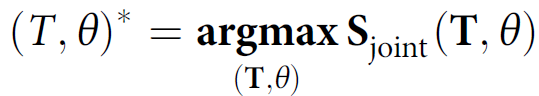 (T, θ)* = argmax S_joint (T, θ)
(T,θ)